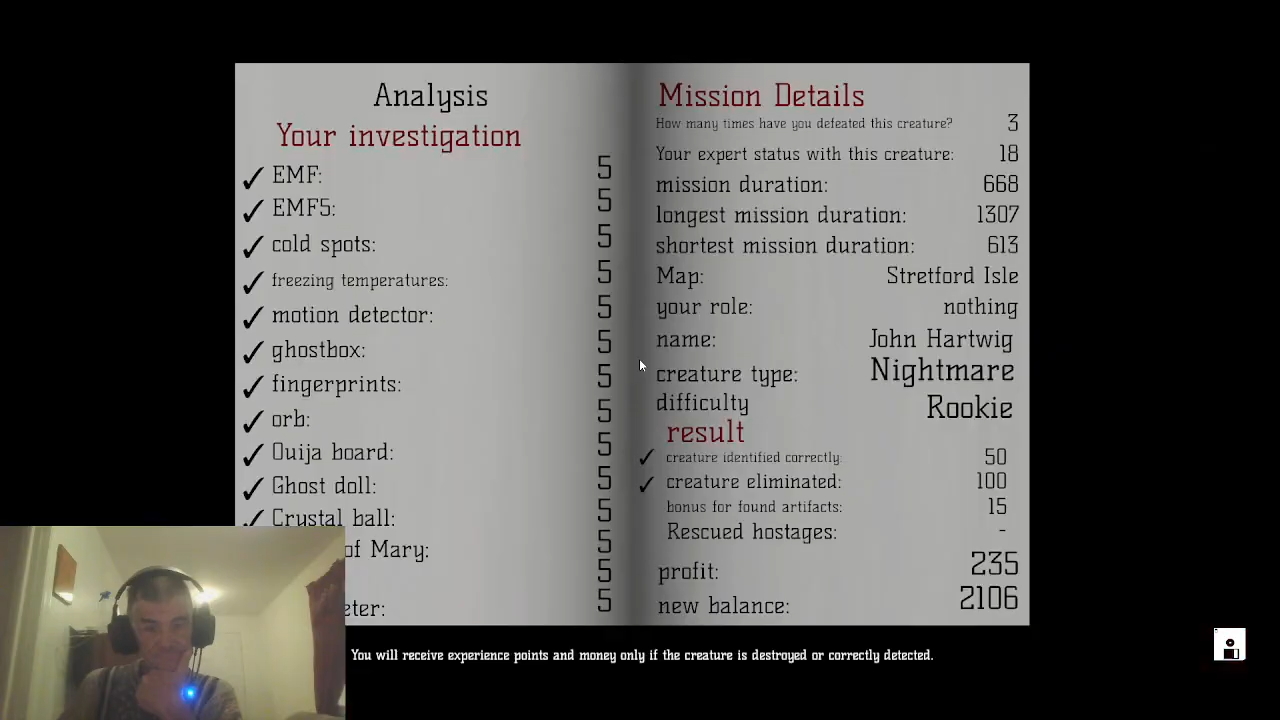 Analysis
Your investigation
EMF: 5
EMF5: 5
cold spots: 5
freezing temperatures: 5
motion detector: 5
ghostbox: 5
fingerprints: 5
orb: 5
Ouija board: 5
Ghost doll: 5
Crystal ball: 5
of Mary: 5
5
eter: 5
Mission Details
How many times have you defeated this creature? 3
Your expert status with this creature: 18
mission duration: 668
longest mission duration: 1307
shortest mission duration: 613
Map: Stretford Isle
your role: nothing
name: John Hartwig
creature type: Nightmare
difficulty Rookie
result
creature identified correctly: 50
creature eliminated: 100
bonus for found artifacts: 15
Rescued hostages: -
profit: 235
new balance: 2106
You will receive experience points and money only if the creature is destroyed or correctly detected.